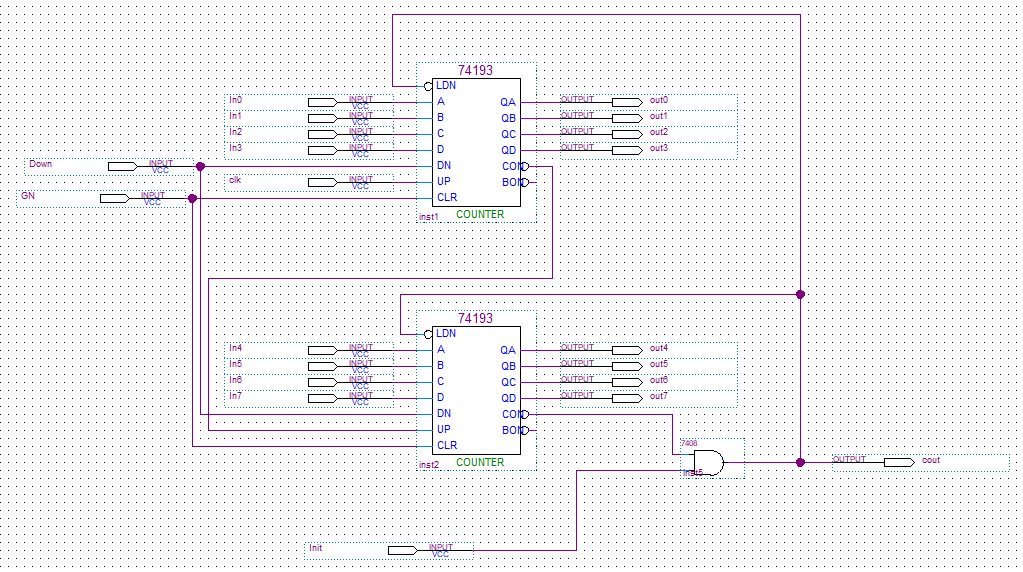 74193
LDN
In0 INPUT VCC A QA OUTPUT out0
In1 INPUT VCC B QB OUTPUT out1
In2 INPUT VCC C QC OUTPUT out2
In3 INPUT VCC D QD OUTPUT out3
Down INPUT VCC DN CON
clk INPUT VCC UP BON
GN INPUT VCC CLR
inst1 COUNTER
74193
LDN
In4 INPUT VCC A QA OUTPUT out4
In5 INPUT VCC B QB OUTPUT out5
In6 INPUT VCC C QC OUTPUT out6
In7 INPUT VCC D QD OUTPUT out7
DN CON
UP BON
CLR
inst2 COUNTER
7408
inst5
OUTPUT cout
Init INPUT VCC